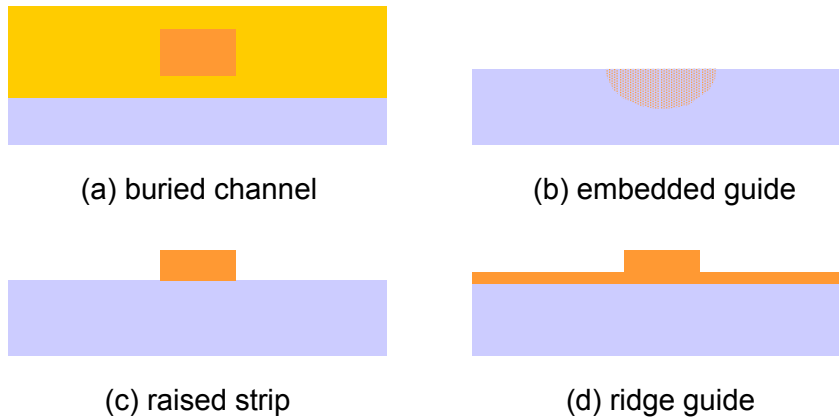 (a) buried channel
(b) embedded guide
(c) raised strip
(d) ridge guide